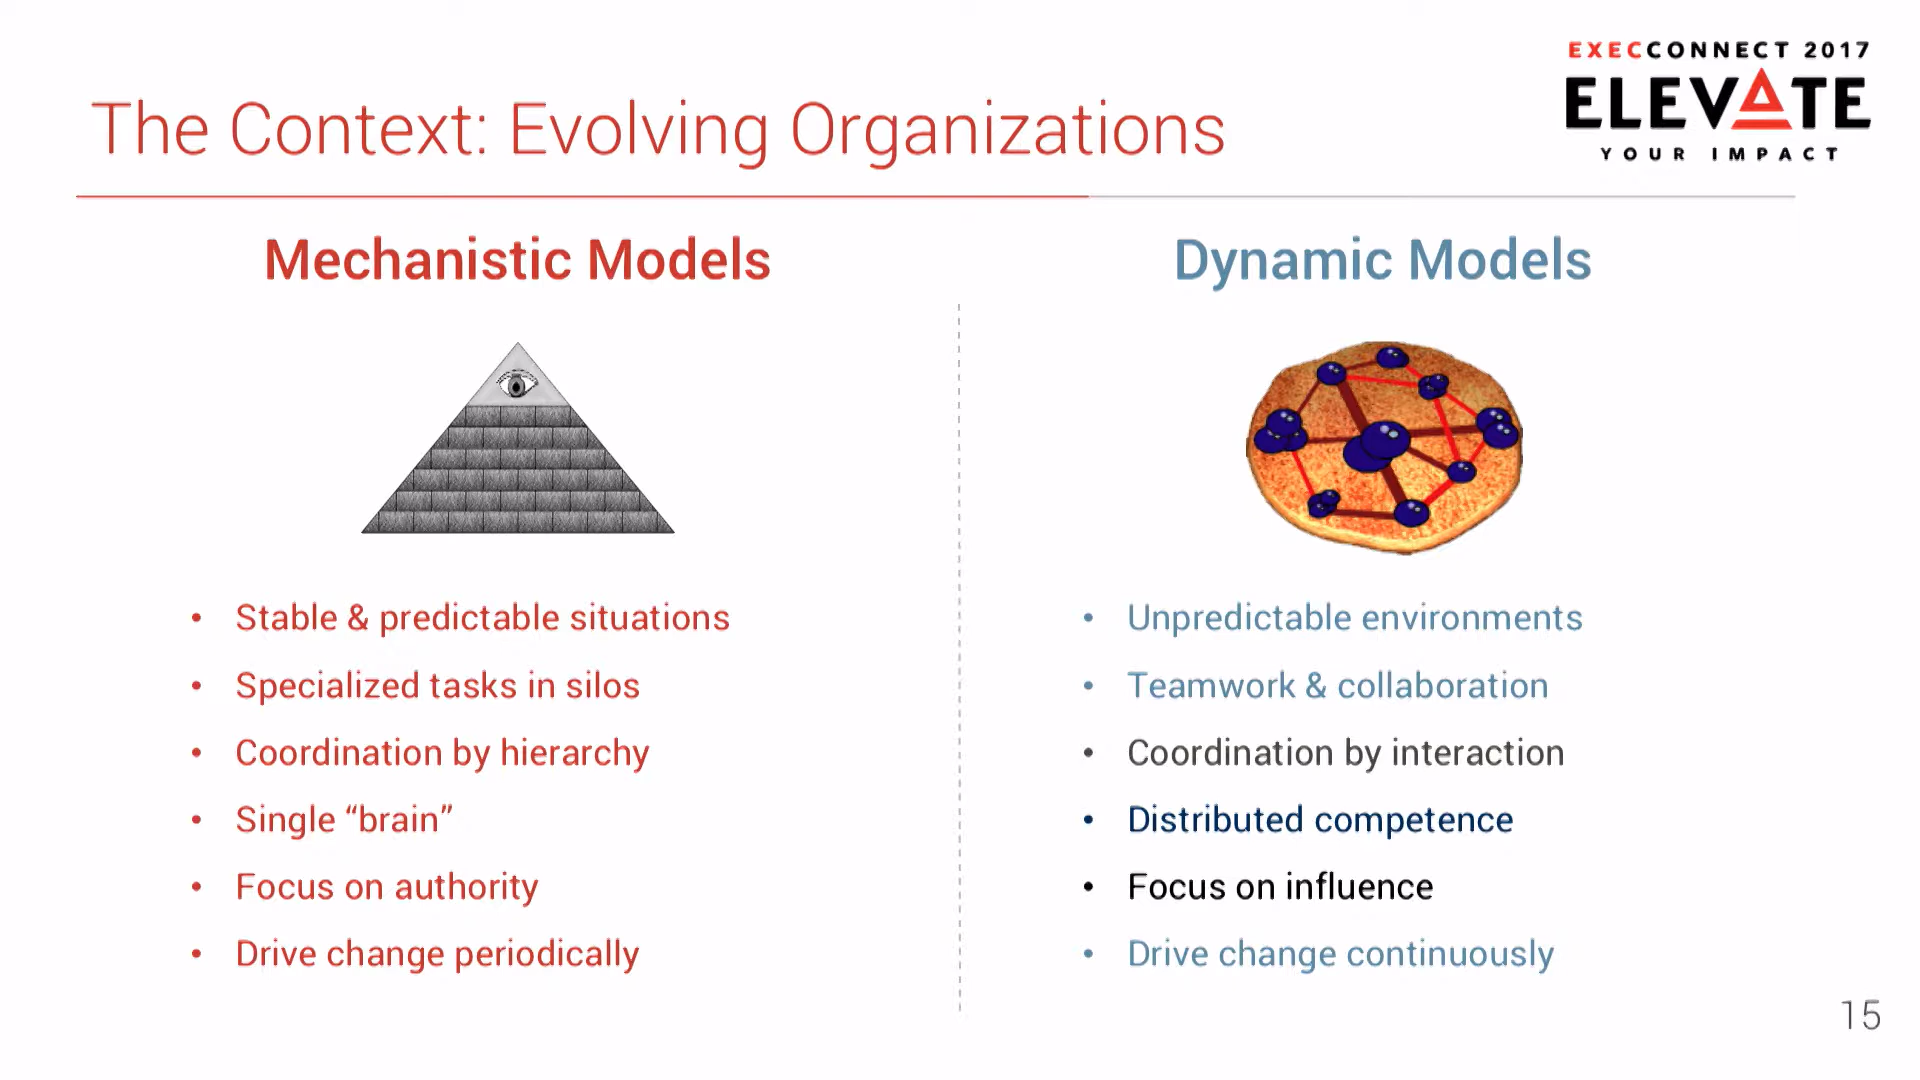 EXECCONNECT 2017
ELEVATE
YOUR IMPACT
The Context: Evolving Organizations
Mechanistic Models
• Stable & predictable situations
• Specialized tasks in silos
• Coordination by hierarchy
• Single “brain”
• Focus on authority
• Drive change periodically
Dynamic Models
• Unpredictable environments
• Teamwork & collaboration
• Coordination by interaction
• Distributed competence
• Focus on influence
• Drive change continuously
15